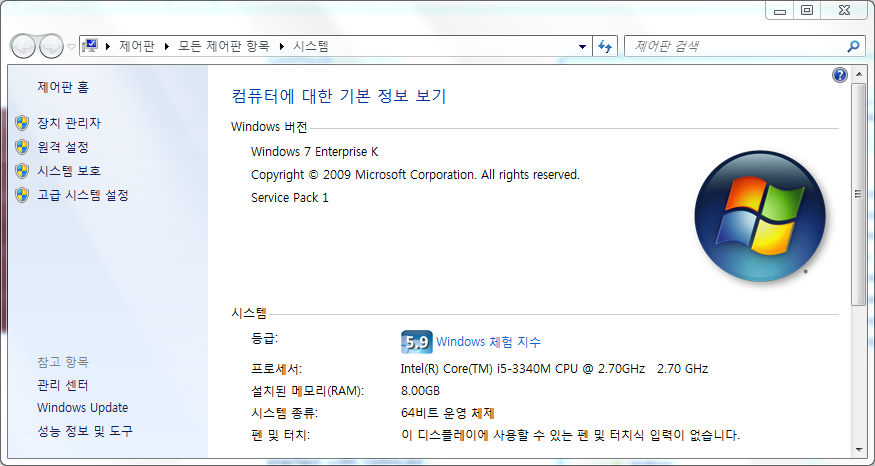 제어판 ▸ 모든 제어판 항목 ▸ 시스템
제어판 검색
제어판 홈
장치 관리자
원격 설정
시스템 보호
고급 시스템 설정
참고 항목
관리 센터
Windows Update
성능 정보 및 도구
컴퓨터에 대한 기본 정보 보기
Windows 버전
Windows 7 Enterprise K
Copyright © 2009 Microsoft Corporation. All rights reserved.
Service Pack 1
시스템
등급: 5.9 Windows 체험 지수
프로세서: Intel(R) Core(TM) i5-3340M CPU @ 2.70GHz 2.70 GHz
설치된 메모리(RAM): 8.00GB
시스템 종류: 64비트 운영 체제
펜 및 터치: 이 디스플레이에 사용할 수 있는 펜 및 터치식 입력이 없습니다.